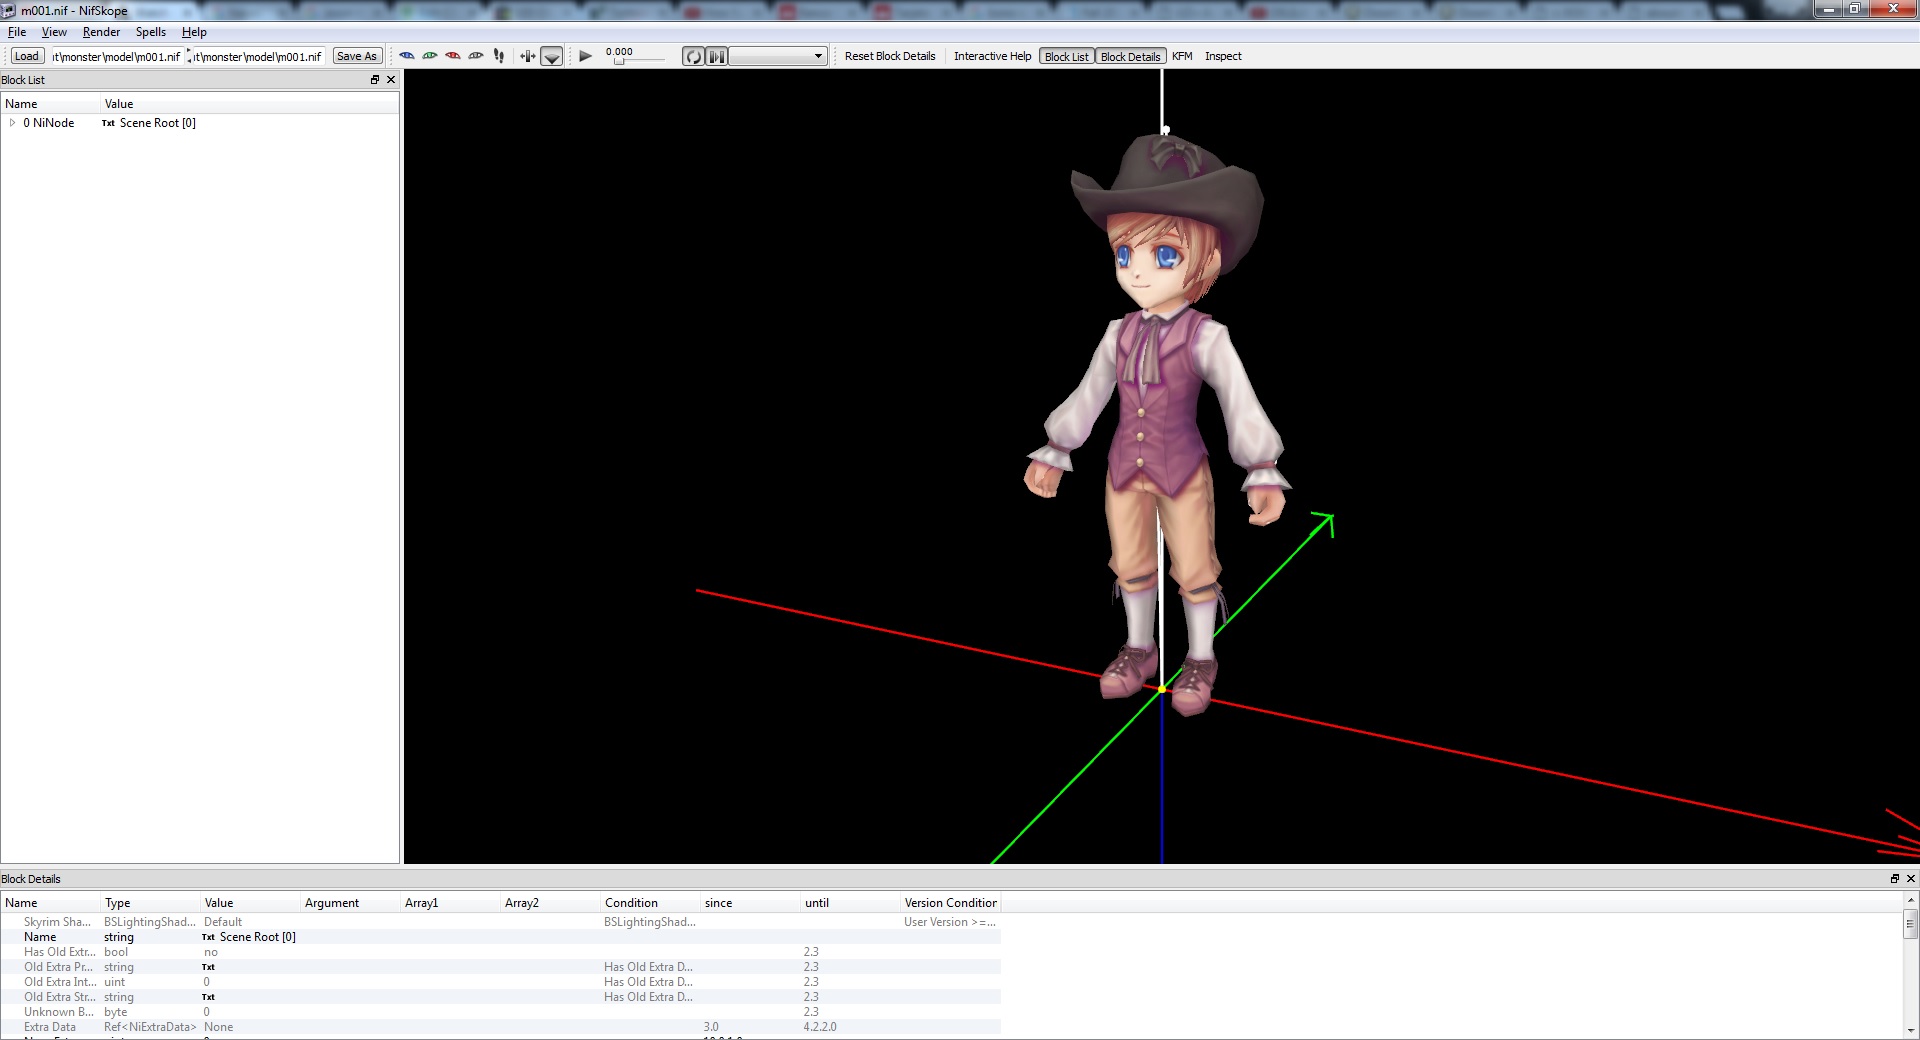 m001.nif - NifSkope
File View Render Spells Help
Load ıt\monster\model\m001.nif ıt\monster\model\m001.nif Save As 0.000 Reset Block Details Interactive Help Block List Block Details KFM Inspect
Block List
Name Value
0 NiNode Txt Scene Root [0]
Block Details
Name Type Value Argument Array1 Array2 Condition since until Version Condition
Skyrim Sha... BSLightingShad... Default BSLightingShad... User Version >=...
Name string Txt Scene Root [0]
Has Old Extr... bool no 2.3
Old Extra Pr... string Txt Has Old Extra D... 2.3
Old Extra Int... uint 0 Has Old Extra D... 2.3
Old Extra Str... string Txt Has Old Extra D... 2.3
Unknown B... byte 0 2.3
Extra Data Ref<NiExtraData> None 3.0 4.2.2.0